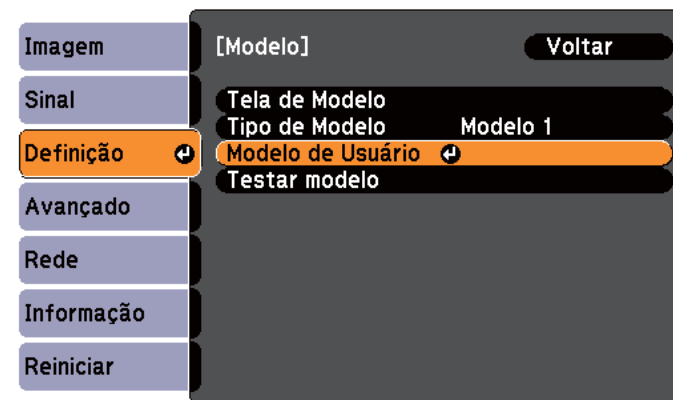 Imagem
Sinal
Definição
Avançado
Rede
Informação
Reiniciar
[Modelo] Voltar
Tela de Modelo
Tipo de Modelo Modelo 1
Modelo de Usuário
Testar modelo